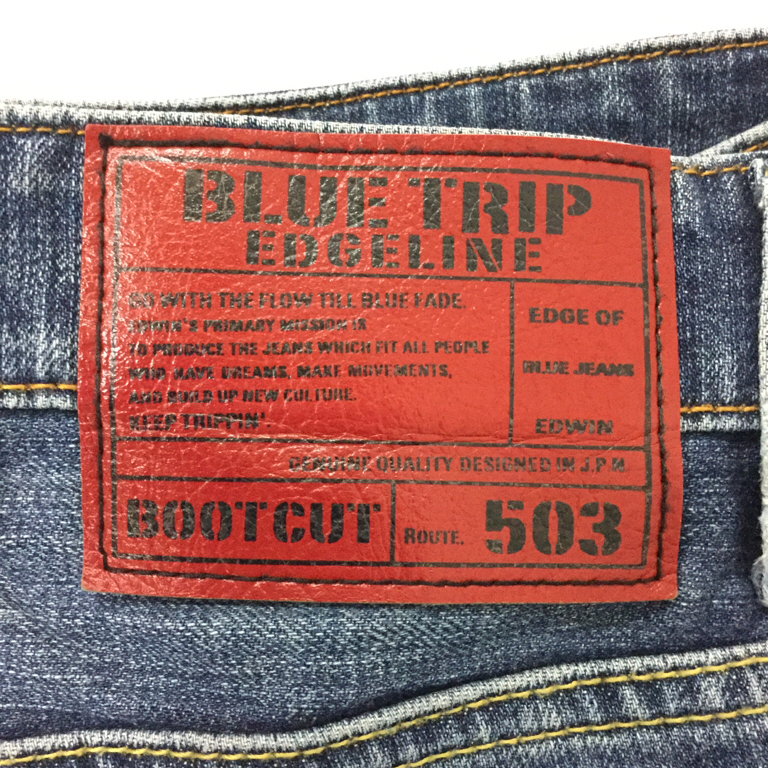 BLUE TRIP
EDGELINE
GO WITH THE FLOW TILL BLUE FADE.
EDWIN'S PRIMARY MISSION IS
TO PRODUCE THE JEANS WHICH FIT ALL PEOPLE
WHO HAVE DREAMS, MAKE MOVEMENTS,
AND BUILD UP NEW CULTURE.
KEEP TRIPPIN'.
EDGE OF
BLUE JEANS
EDWIN
GENUINE QUALITY DESIGNED IN J.P.N.
BOOTCUT
ROUTE. 503